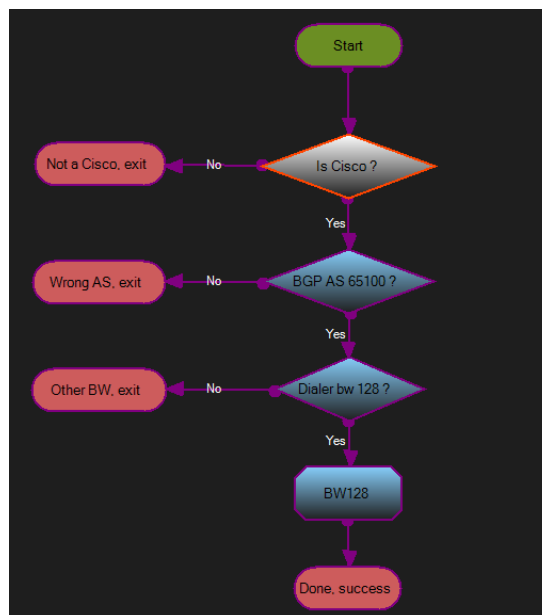 Start
Is Cisco ?
No
Not a Cisco, exit
Yes
BGP AS 65100 ?
No
Wrong AS, exit
Yes
Dialer bw 128 ?
No
Other BW, exit
Yes
BW128
Done, success